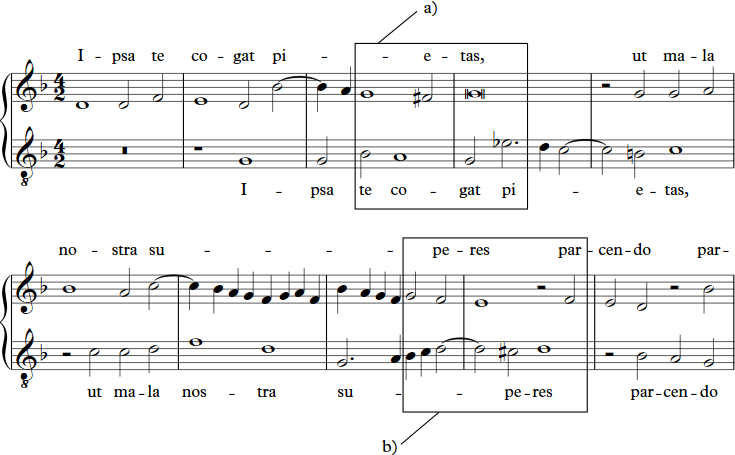 a)
I - psa te co - gat pi - - - e - tas, ut ma - la
4 2
4 2
8
I - psa te co - gat pi - - e - tas,
no - stra su - - - - - pe - res par - cen - do par -
8
ut ma - la nos - tra su - - - pe - res par - cen - do
b)